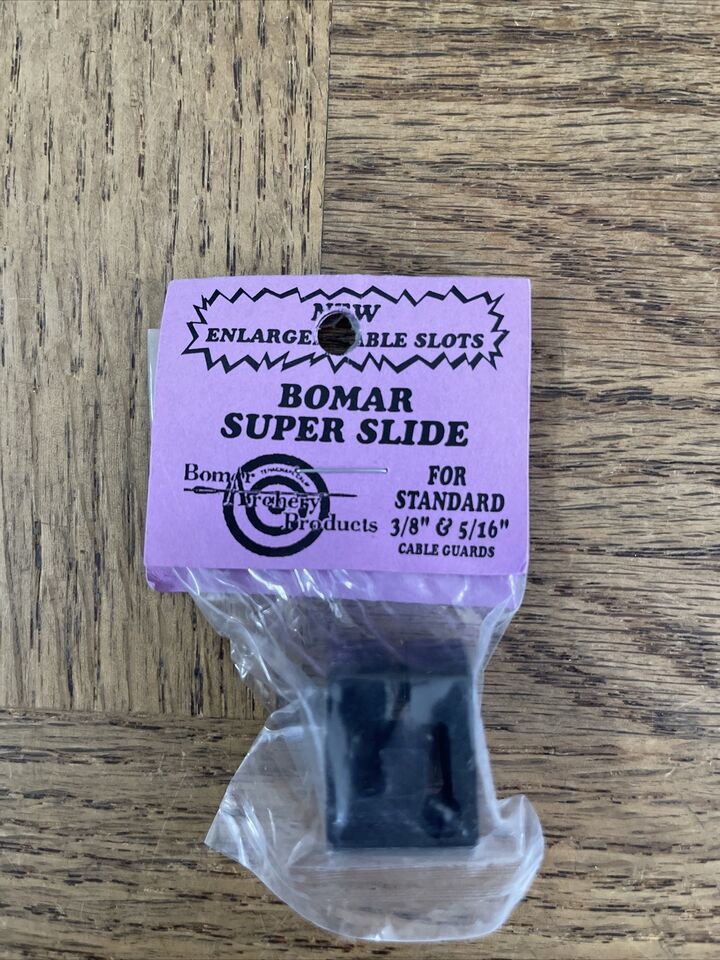 NEW
ENLARGE ABLE SLOTS
BOMAR
SUPER SLIDE
Bomar
Archery
Products
FOR
STANDARD
3/8" & 5/16"
CABLE GUARDS